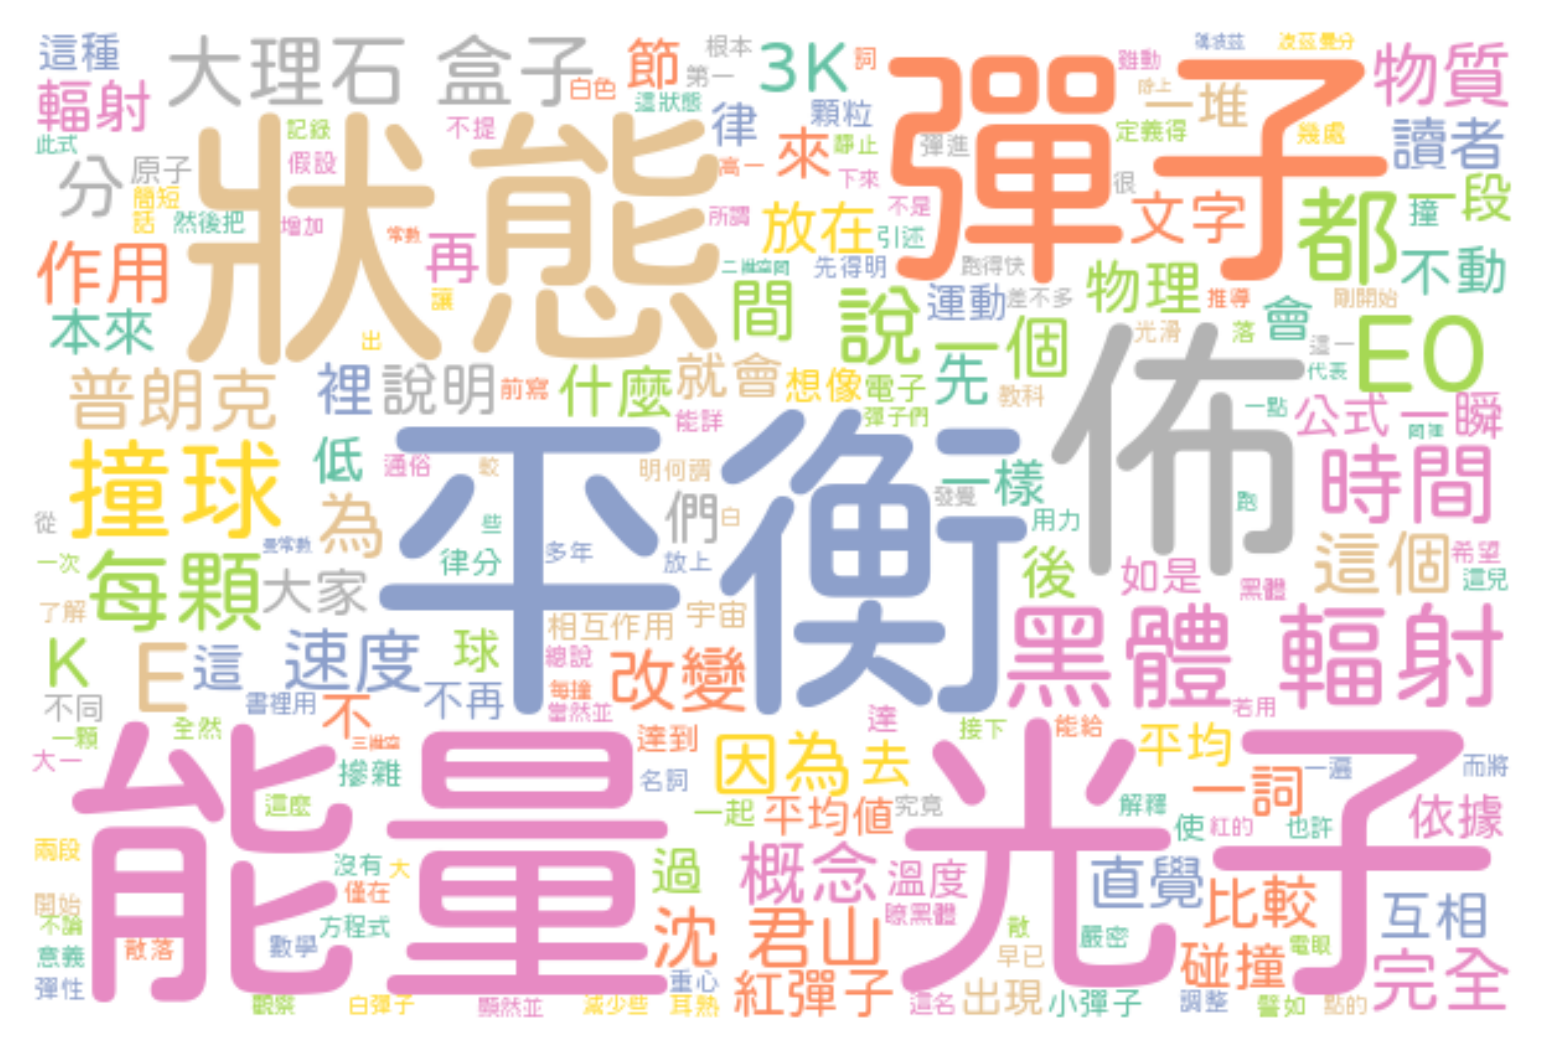 這種
大理石 盒子
節
根本
3K
詞
彈子
雖動
物質
輻射
白色
第一
這狀態
顆粒
除上
一堆
讀者
記錄
不提
律
來
靜止
彈進
定義得
幾處
此式
狀態
假設
高一
下來
很
分
原子
簡短
話
然後把
增加
常數
再
所謂
放在
不是
引述
文字
都
撞
一段
作用
讓
二維空間
先得明
跑得快
物理
不動
本來
出
間
說
運動
差不多
推導
剛開始
會
一個
光滑
落
這一
E0
普朗克
裡
說明
前寫
什麼
就會
想像
電子
先
教科
佈
代表
能詳
彈子們
一點
公式
一瞬
撞球
低
通俗
較
平衡
明何謂
一樣
時間
從
為
些
們
白
發覺
用力
跑
一次
每顆
曼常數
大家
律分
多年
放上
後
如是
這個
希望
黑體
這兒
了解
相互作用
宇宙
黑體
輻射
K
E
這
速度
球
總說
改變
不同
書裡用
不
不再
每撞
當然並
達
接下
能給
若用
一顆
全然
三維空
達到
因為
去
平均
大一
能量
摻雜
名詞
光子
一詞
一遍
而將
這麼
一起
平均值
究竟
解釋
使
紅的
也許
依據
兩段
沒有
大
過
概念
溫度
直覺
比較
開始
僅在
瞭黑體
互相
不論
方程式
沈
君山
散
嚴密
電眼
意義
散落
數學
早已
碰撞
完全
彈性
重心
紅彈子
觀察
白彈子
顯然並
減少些
耳熟
這名
出現
小彈子
調整
譬如
點的